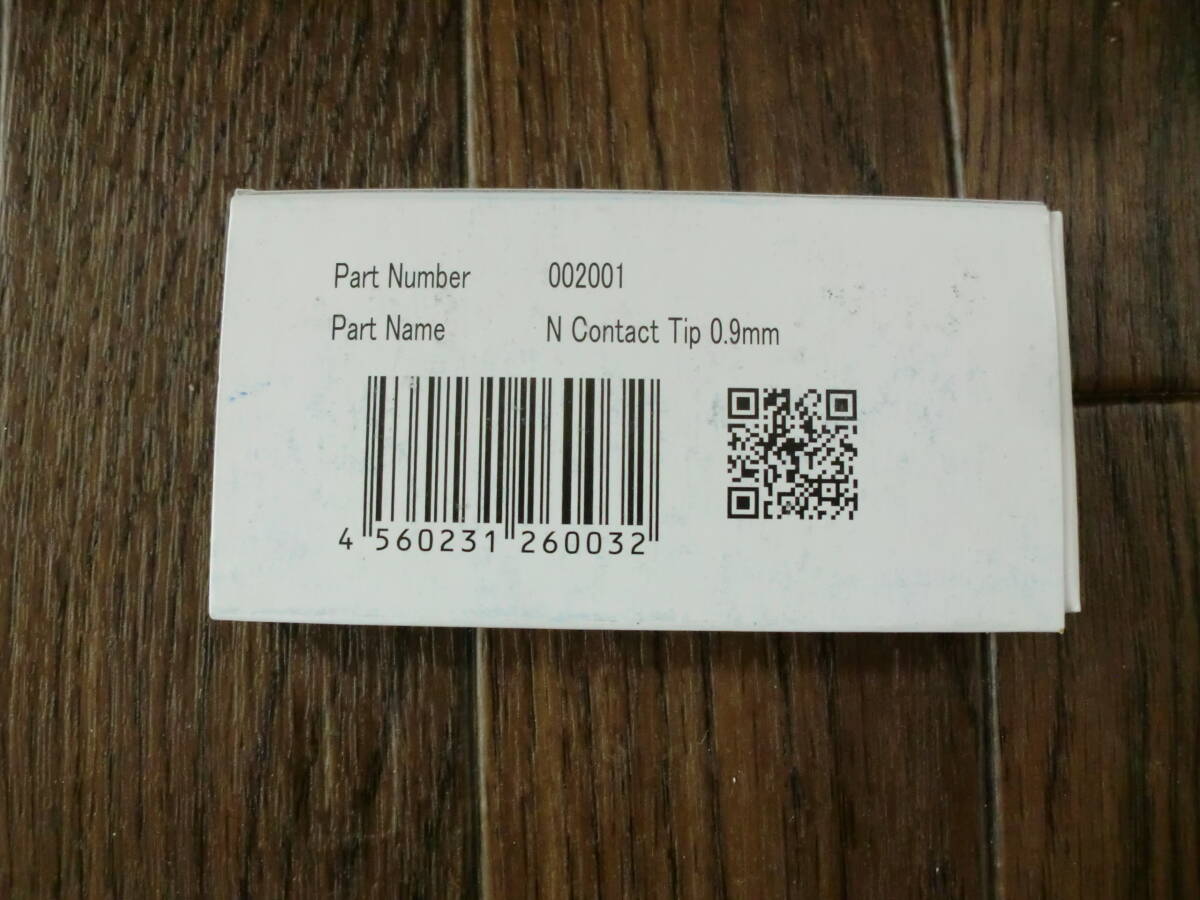 Part Number 002001
Part Name N Contact Tip 0.9mm
4 560231 260032